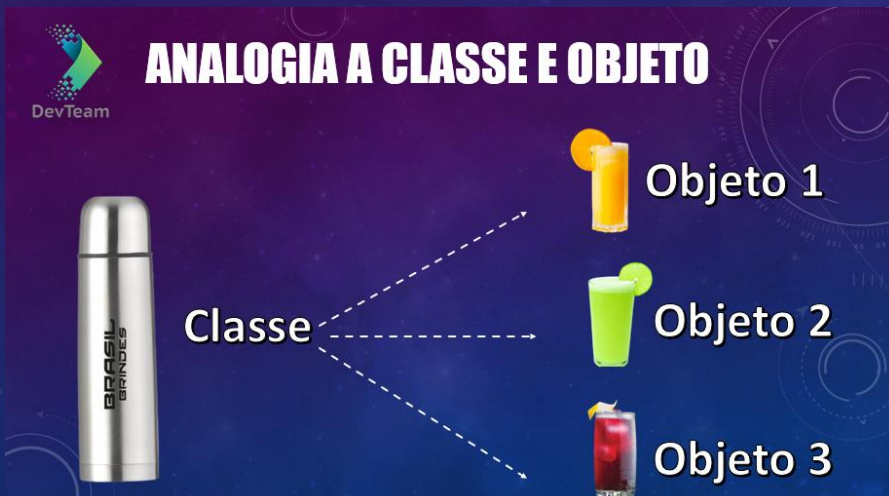 ANALOGIA A CLASSE E OBJETO
DevTeam
Objeto 1
Classe
Objeto 2
BRASIL
BRINDES
Objeto 3